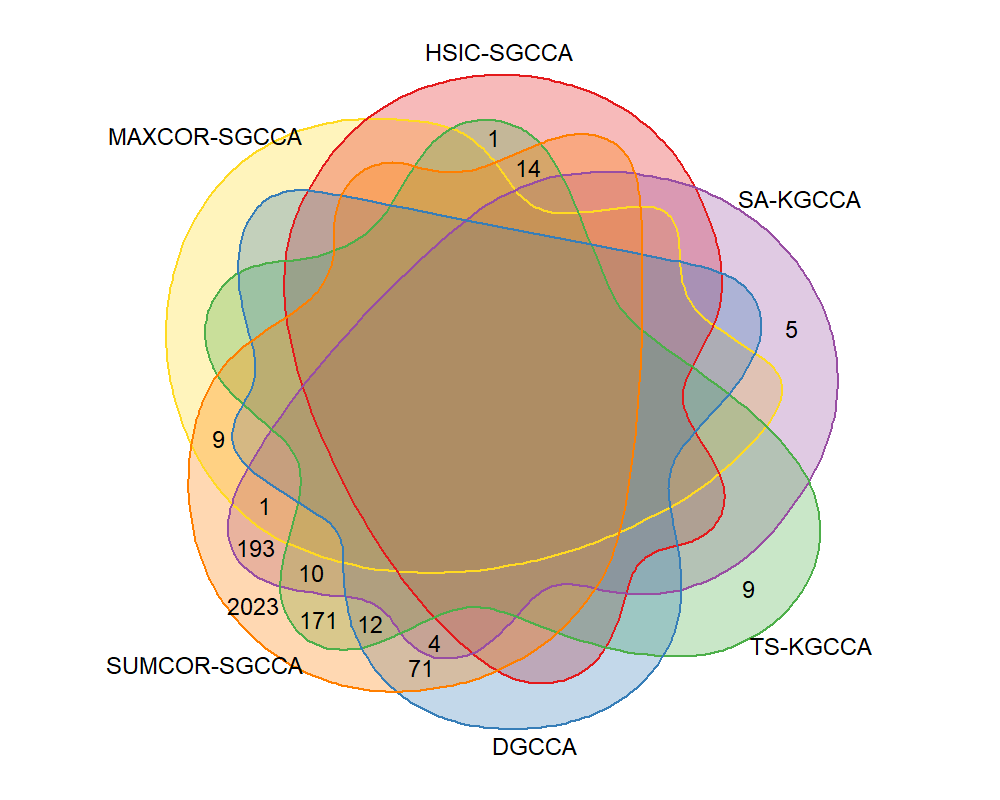 HSIC-SGCCA
MAXCOR-SGCCA
1
14
SA-KGCCA
5
9
1
193
10
9
2023
171
12
4
SUMCOR-SGCCA
71
TS-KGCCA
DGCCA